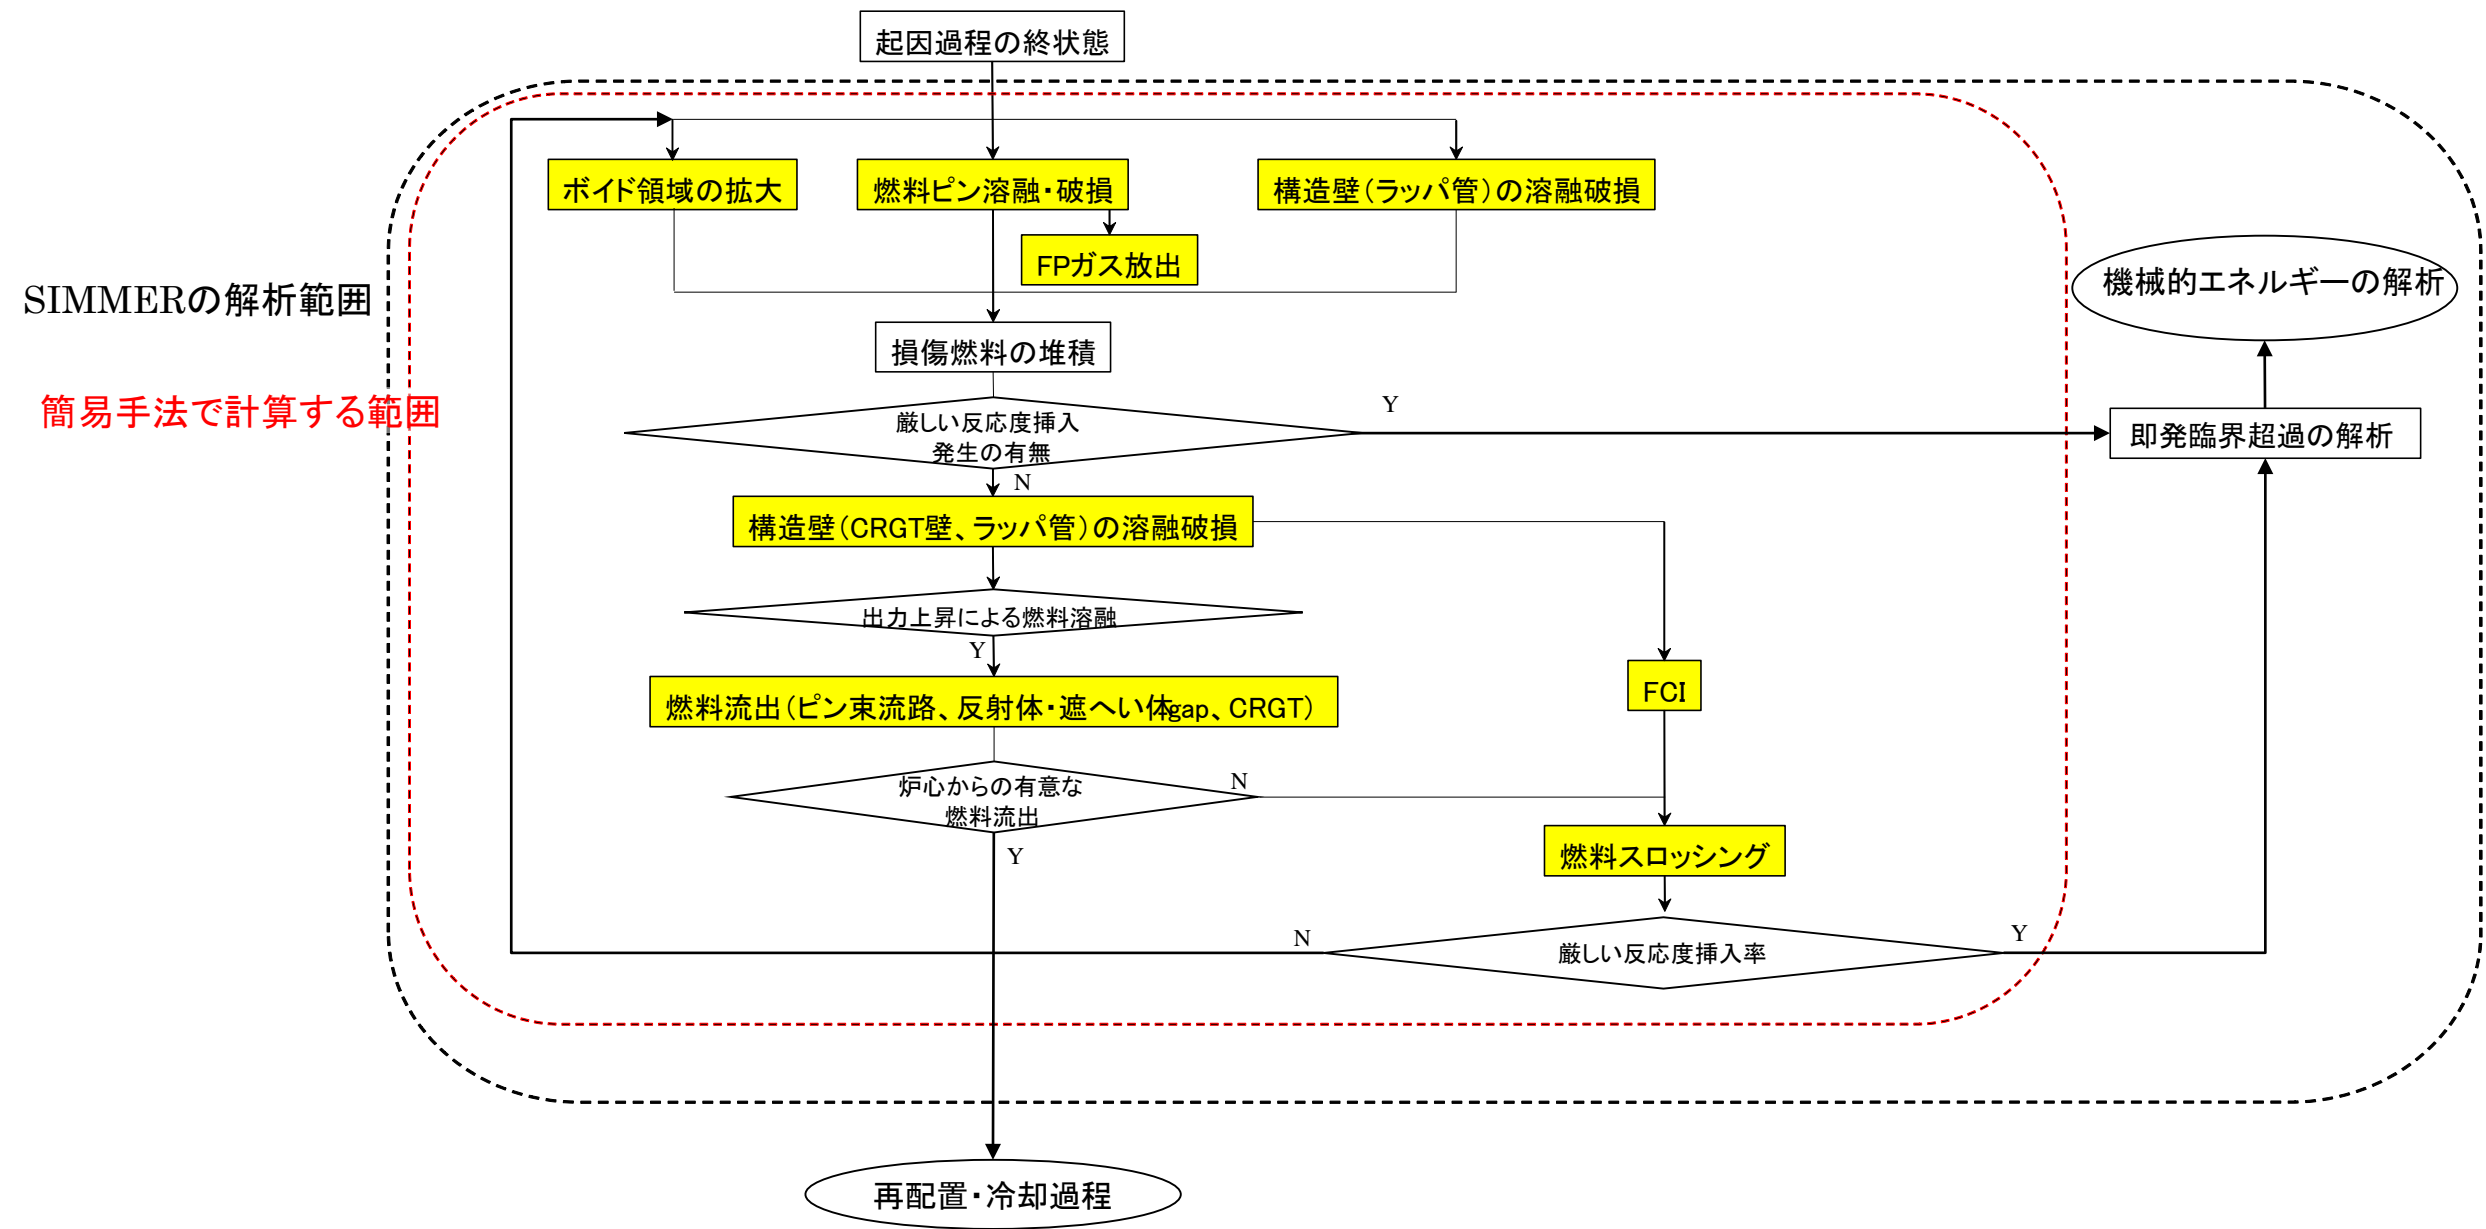 起因過程の終状態
ボイド領域の拡大
燃料ピン溶融・破損
構造壁(ラッパ管)の溶融破損
FPガス放出
SIMMERの解析範囲
機械的エネルギーの解析
損傷燃料の堆積
簡易手法で計算する範囲
Y
厳しい反応度挿入
発生の有無
即発臨界超過の解析
N
構造壁(CRGT壁、ラッパ管)の溶融破損
出力上昇による燃料溶融
Y
燃料流出(ピン束流路、反射体・遮へい体gap、CRGT)
FCI
炉心からの有意な
燃料流出
N
Y
燃料スロッシング
N
厳しい反応度挿入率
Y
再配置・冷却過程